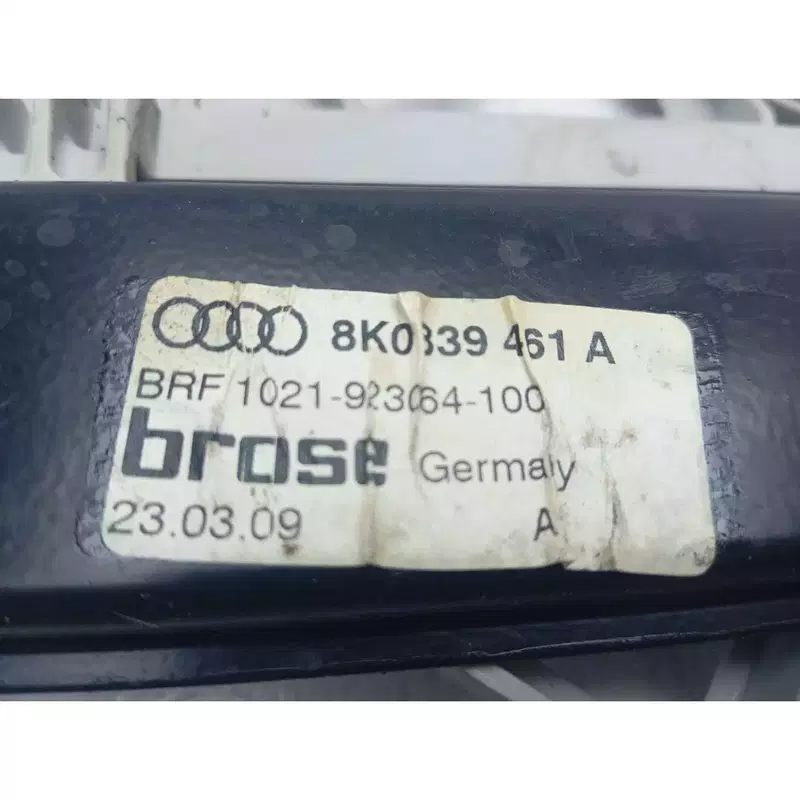 8K0839 461 A
BRF 1021-923064-100
brose Germany
23.03.09 A